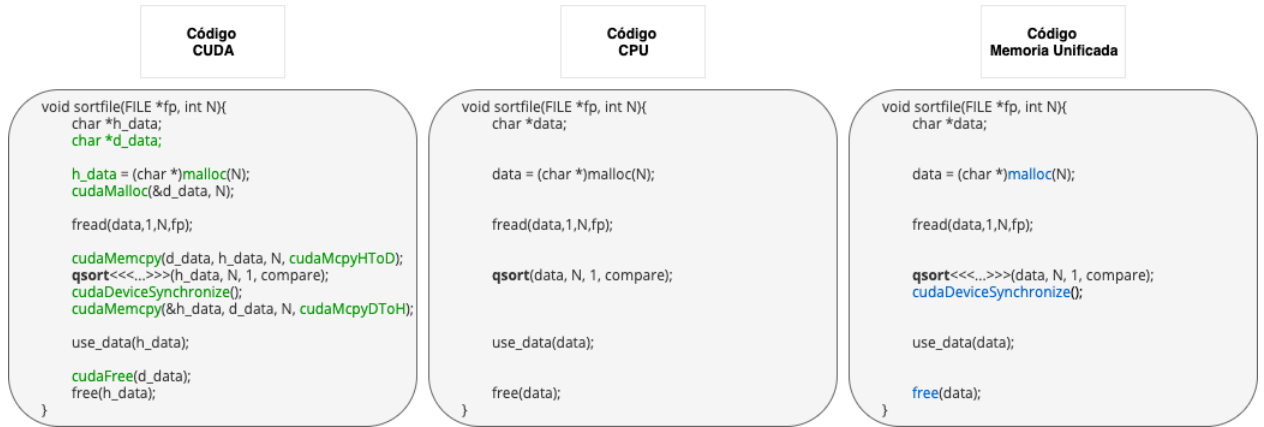 Código
CUDA
void sortfile(FILE *fp, int N){
char *h_data;
char *d_data;
h_data = (char *)malloc(N);
cudaMalloc(&d_data, N);
fread(data,1,N,fp);
cudaMemcpy(d_data, h_data, N, cudaMcpyHToD);
qsort<<<...>>>(h_data, N, 1, compare);
cudaDeviceSynchronize();
cudaMemcpy(&h_data, d_data, N, cudaMcpyDToH);
use_data(h_data);
cudaFree(d_data);
free(h_data);
}
Código
CPU
void sortfile(FILE *fp, int N){
char *data;
data = (char *)malloc(N);
fread(data,1,N,fp);
qsort(data, N, 1, compare);
use_data(data);
free(data);
}
Código
Memoria Unificada
void sortfile(FILE *fp, int N){
char *data;
data = (char *)malloc(N);
fread(data,1,N,fp);
qsort<<<...>>>(data, N, 1, compare);
cudaDeviceSynchronize();
use_data(data);
free(data);
}